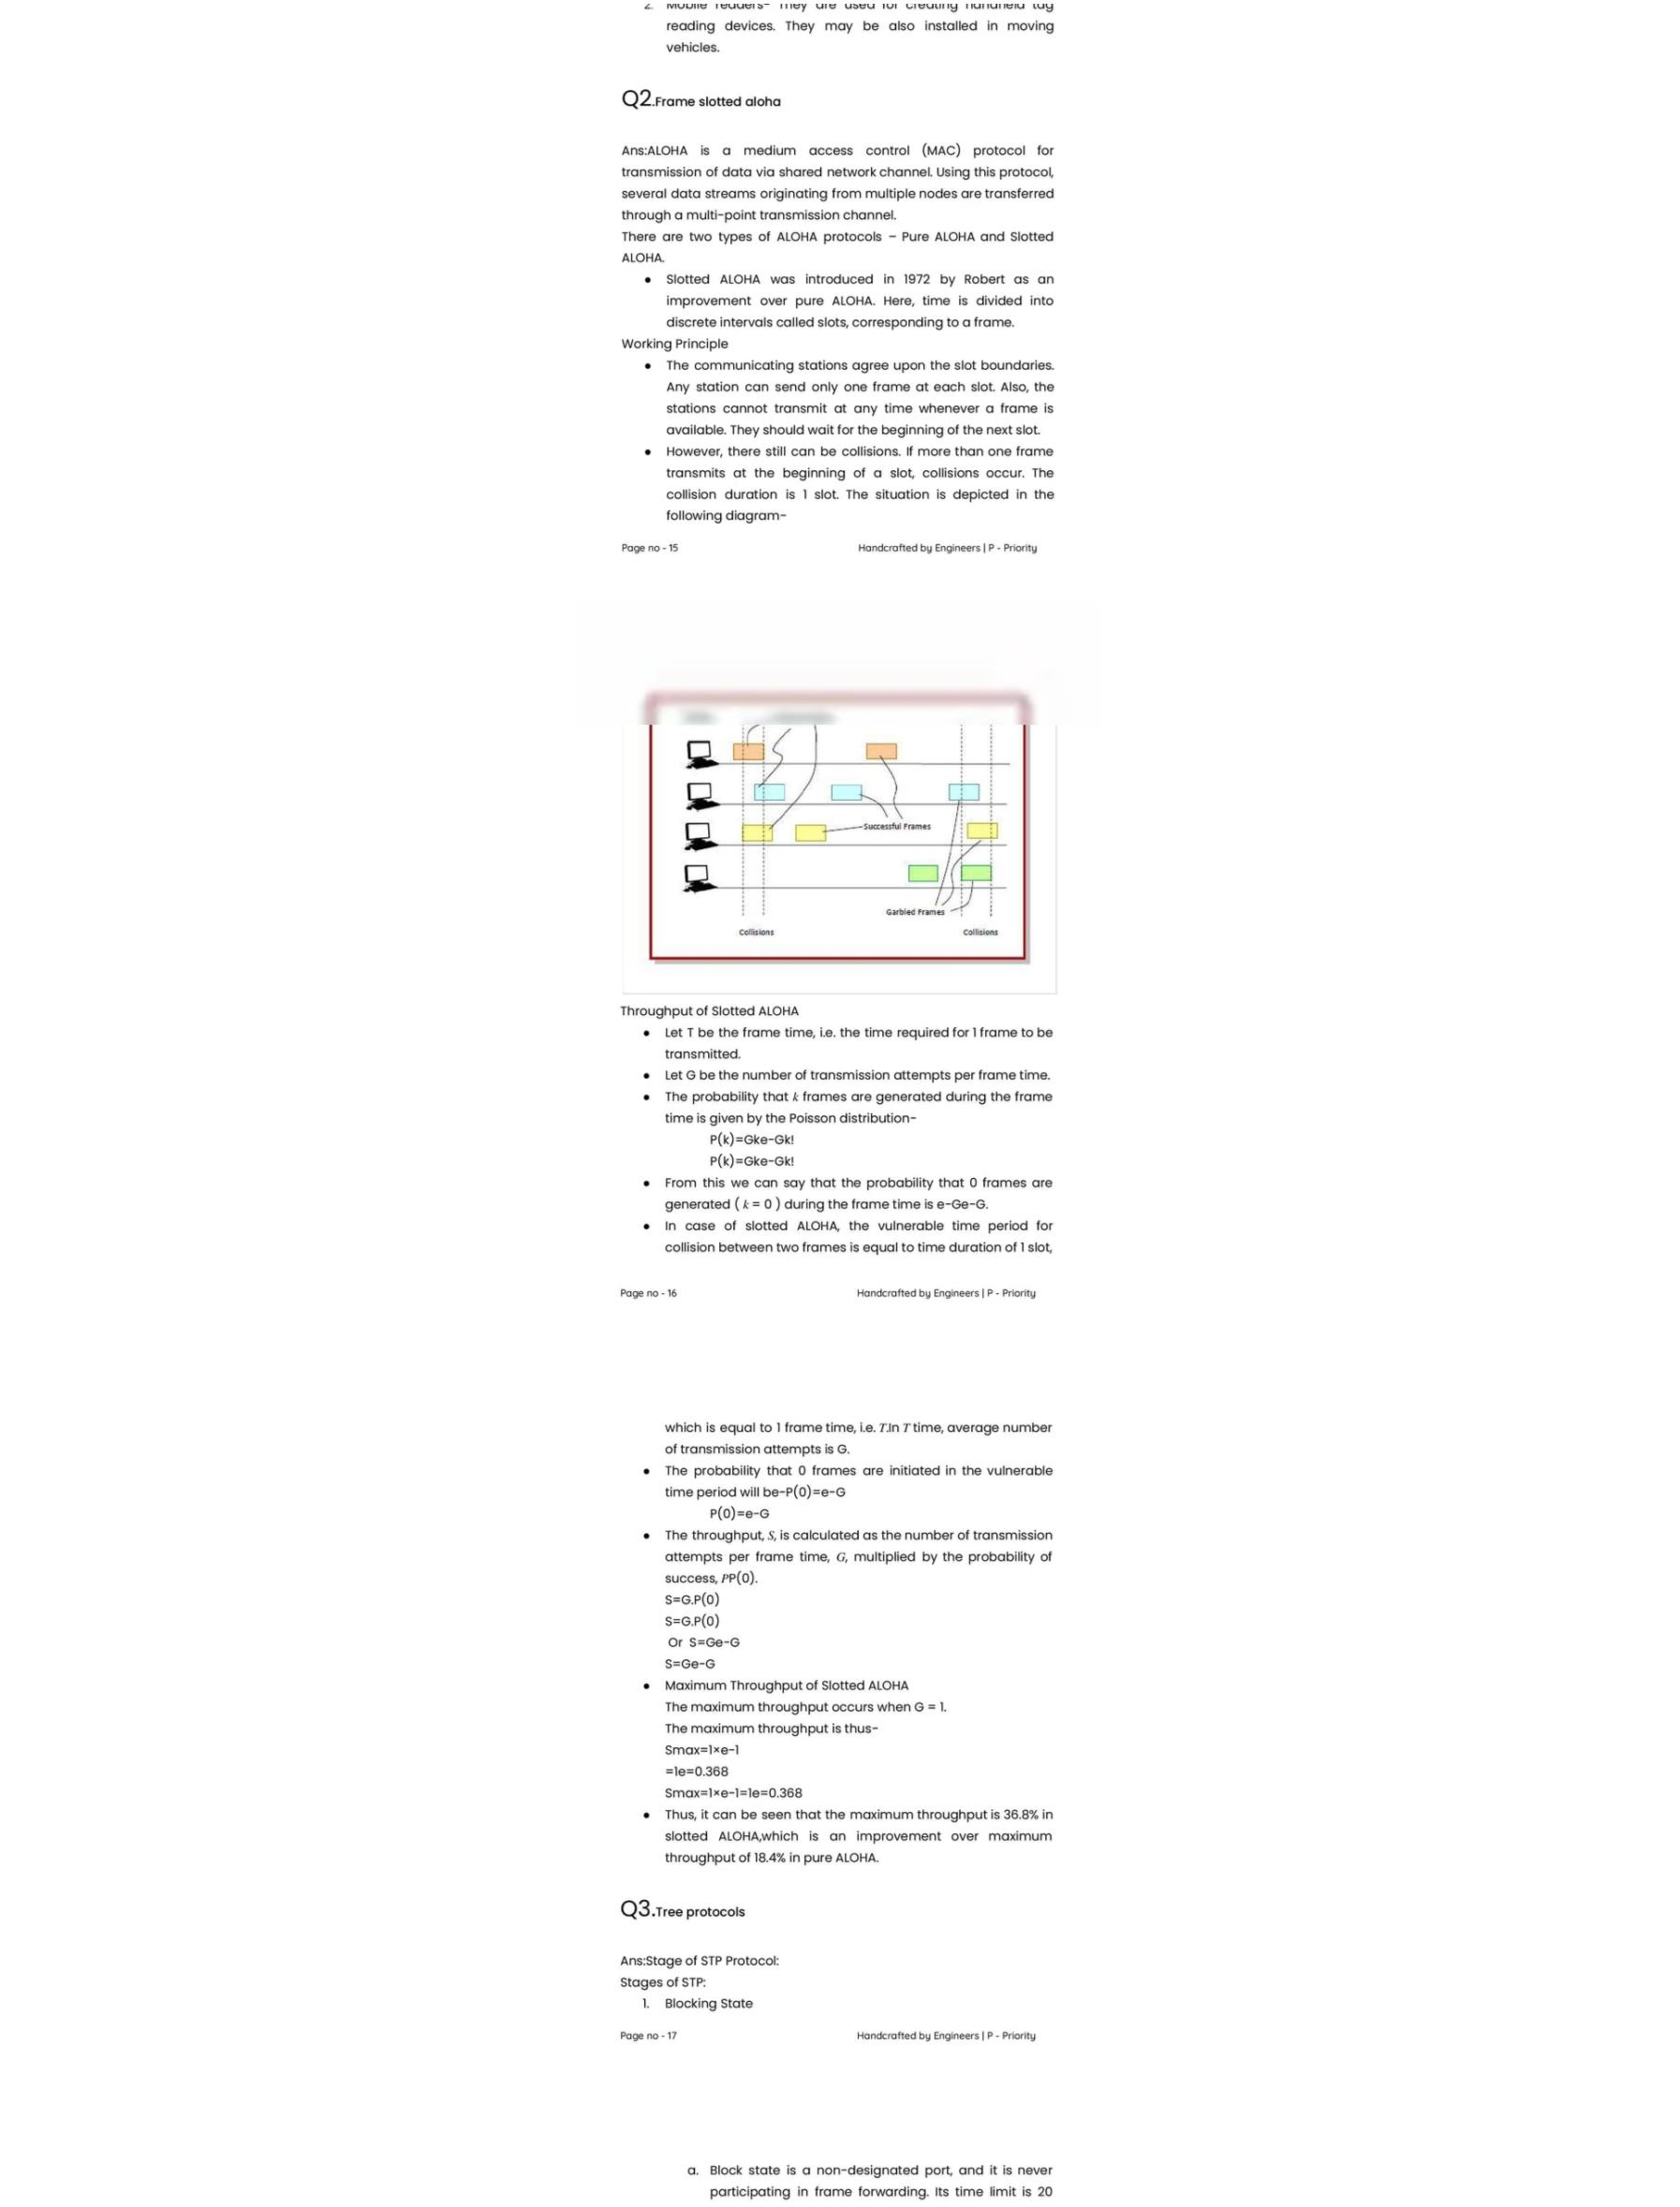 2. Mobile readers- They are used for creating handheld tag
reading devices. They may be also installed in moving
vehicles.
Q2.Frame slotted aloha
Ans:ALOHA is a medium access control (MAC) protocol for
transmission of data via shared network channel. Using this protocol,
several data streams originating from multiple nodes are transferred
through a multi-point transmission channel.
There are two types of ALOHA protocols – Pure ALOHA and Slotted
ALOHA.
• Slotted ALOHA was introduced in 1972 by Robert as an
improvement over pure ALOHA. Here, time is divided into
discrete intervals called slots, corresponding to a frame.
Working Principle
• The communicating stations agree upon the slot boundaries.
Any station can send only one frame at each slot. Also, the
stations cannot transmit at any time whenever a frame is
available. They should wait for the beginning of the next slot.
• However, there still can be collisions. If more than one frame
transmits at the beginning of a slot, collisions occur. The
collision duration is 1 slot. The situation is depicted in the
following diagram-
Page no - 15 Handcrafted by Engineers | P - Priority
Successful Frames
Garbled Frames
Collisions Collisions
Throughput of Slotted ALOHA
• Let T be the frame time, i.e. the time required for 1 frame to be
transmitted.
• Let G be the number of transmission attempts per frame time.
• The probability that k frames are generated during the frame
time is given by the Poisson distribution-
P(k)=Gke-Gk!
P(k)=Gke-Gk!
• From this we can say that the probability that 0 frames are
generated ( k = 0 ) during the frame time is e-Ge-G.
• In case of slotted ALOHA, the vulnerable time period for
collision between two frames is equal to time duration of 1 slot,
Page no - 16 Handcrafted by Engineers | P - Priority
which is equal to 1 frame time, i.e. T.In T time, average number
of transmission attempts is G.
• The probability that 0 frames are initiated in the vulnerable
time period will be-P(0)=e-G
P(0)=e-G
• The throughput, S, is calculated as the number of transmission
attempts per frame time, G, multiplied by the probability of
success, PP(0).
S=G.P(0)
S=G.P(0)
Or S=Ge-G
S=Ge-G
• Maximum Throughput of Slotted ALOHA
The maximum throughput occurs when G = 1.
The maximum throughput is thus-
Smax=1×e-1
=1e=0.368
Smax=1×e-1=1e=0.368
• Thus, it can be seen that the maximum throughput is 36.8% in
slotted ALOHA,which is an improvement over maximum
throughput of 18.4% in pure ALOHA.
Q3.Tree protocols
Ans:Stage of STP Protocol:
Stages of STP:
1. Blocking State
Page no - 17 Handcrafted by Engineers | P - Priority
a. Block state is a non-designated port, and it is never
participating in frame forwarding. Its time limit is 20